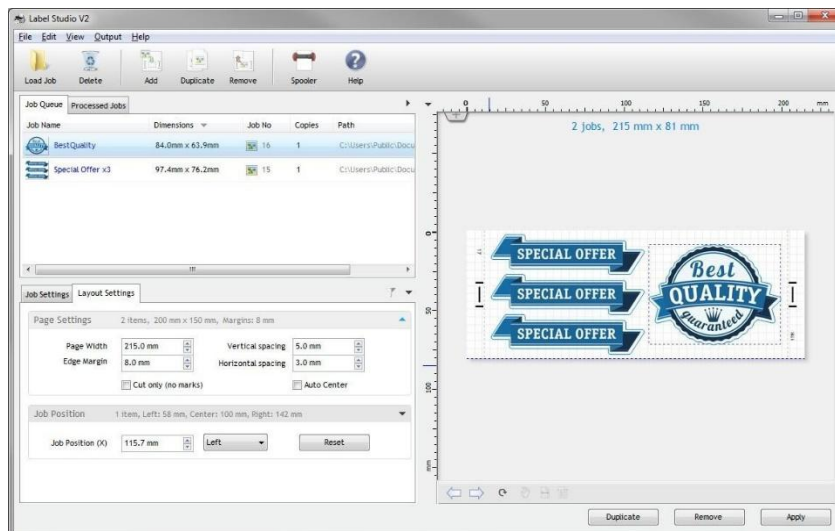 Label Studio V2
File Edit View Output Help
Load Job Delete Add Duplicate Remove Spooler Help
Job Queue Processed Jobs
Job Name Dimensions Job No Copies Path
BestQuality 84.0mm x 63.9mm 16 1 C:\Users\Public\Docu
Special Offer x3 97.4mm x 76.2mm 15 1 C:\Users\Public\Docu
Job Settings Layout Settings
Page Settings 2 items, 200 mm x 150 mm, Margins: 8 mm
Page Width 215.0 mm Vertical spacing 5.0 mm
Edge Margin 8.0 mm Horizontal spacing 3.0 mm
Cut only (no marks) Auto Center
Job Position 1 item, Left: 58 mm, Center: 100 mm, Right: 142 mm
Job Position (X) 115.7 mm Left Reset
0 50 100 150 200 mm
2 jobs, 215 mm x 81 mm
0
50
100
mm
SPECIAL OFFER
SPECIAL OFFER
SPECIAL OFFER
Best
QUALITY
guaranteed
Duplicate Remove Apply